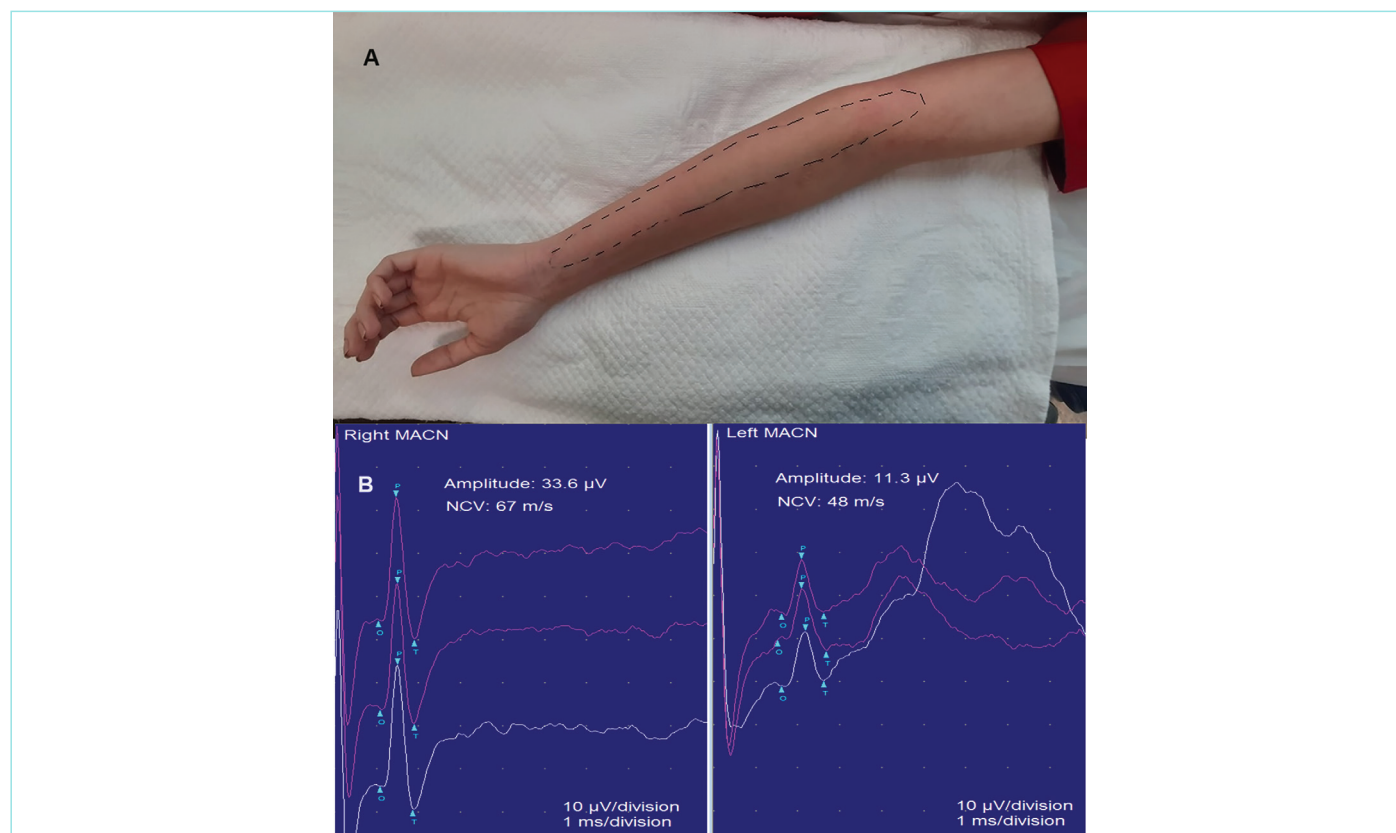 A
Right MACN
B
Amplitude: 33.6 µV
NCV: 67 m/s
P
P
P
O
T
O
T
O
T
10 µV/division
1 ms/division
Left MACN
Amplitude: 11.3 µV
NCV: 48 m/s
P
P
P
O
T
O
T
O
T
10 µV/division
1 ms/division